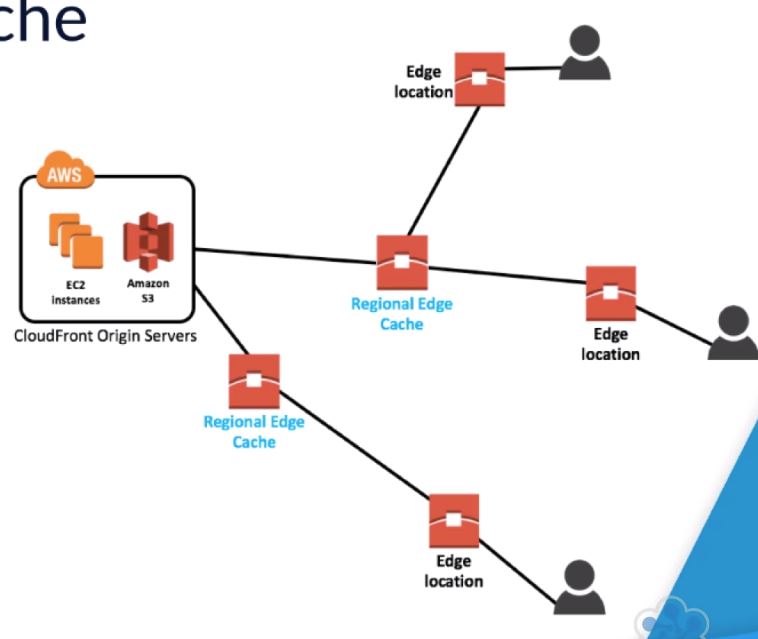 che
Edge
location
AWS
EC2
instances
Amazon
S3
CloudFront Origin Servers
Regional Edge
Cache
Edge
location
Regional Edge
Cache
Edge
location